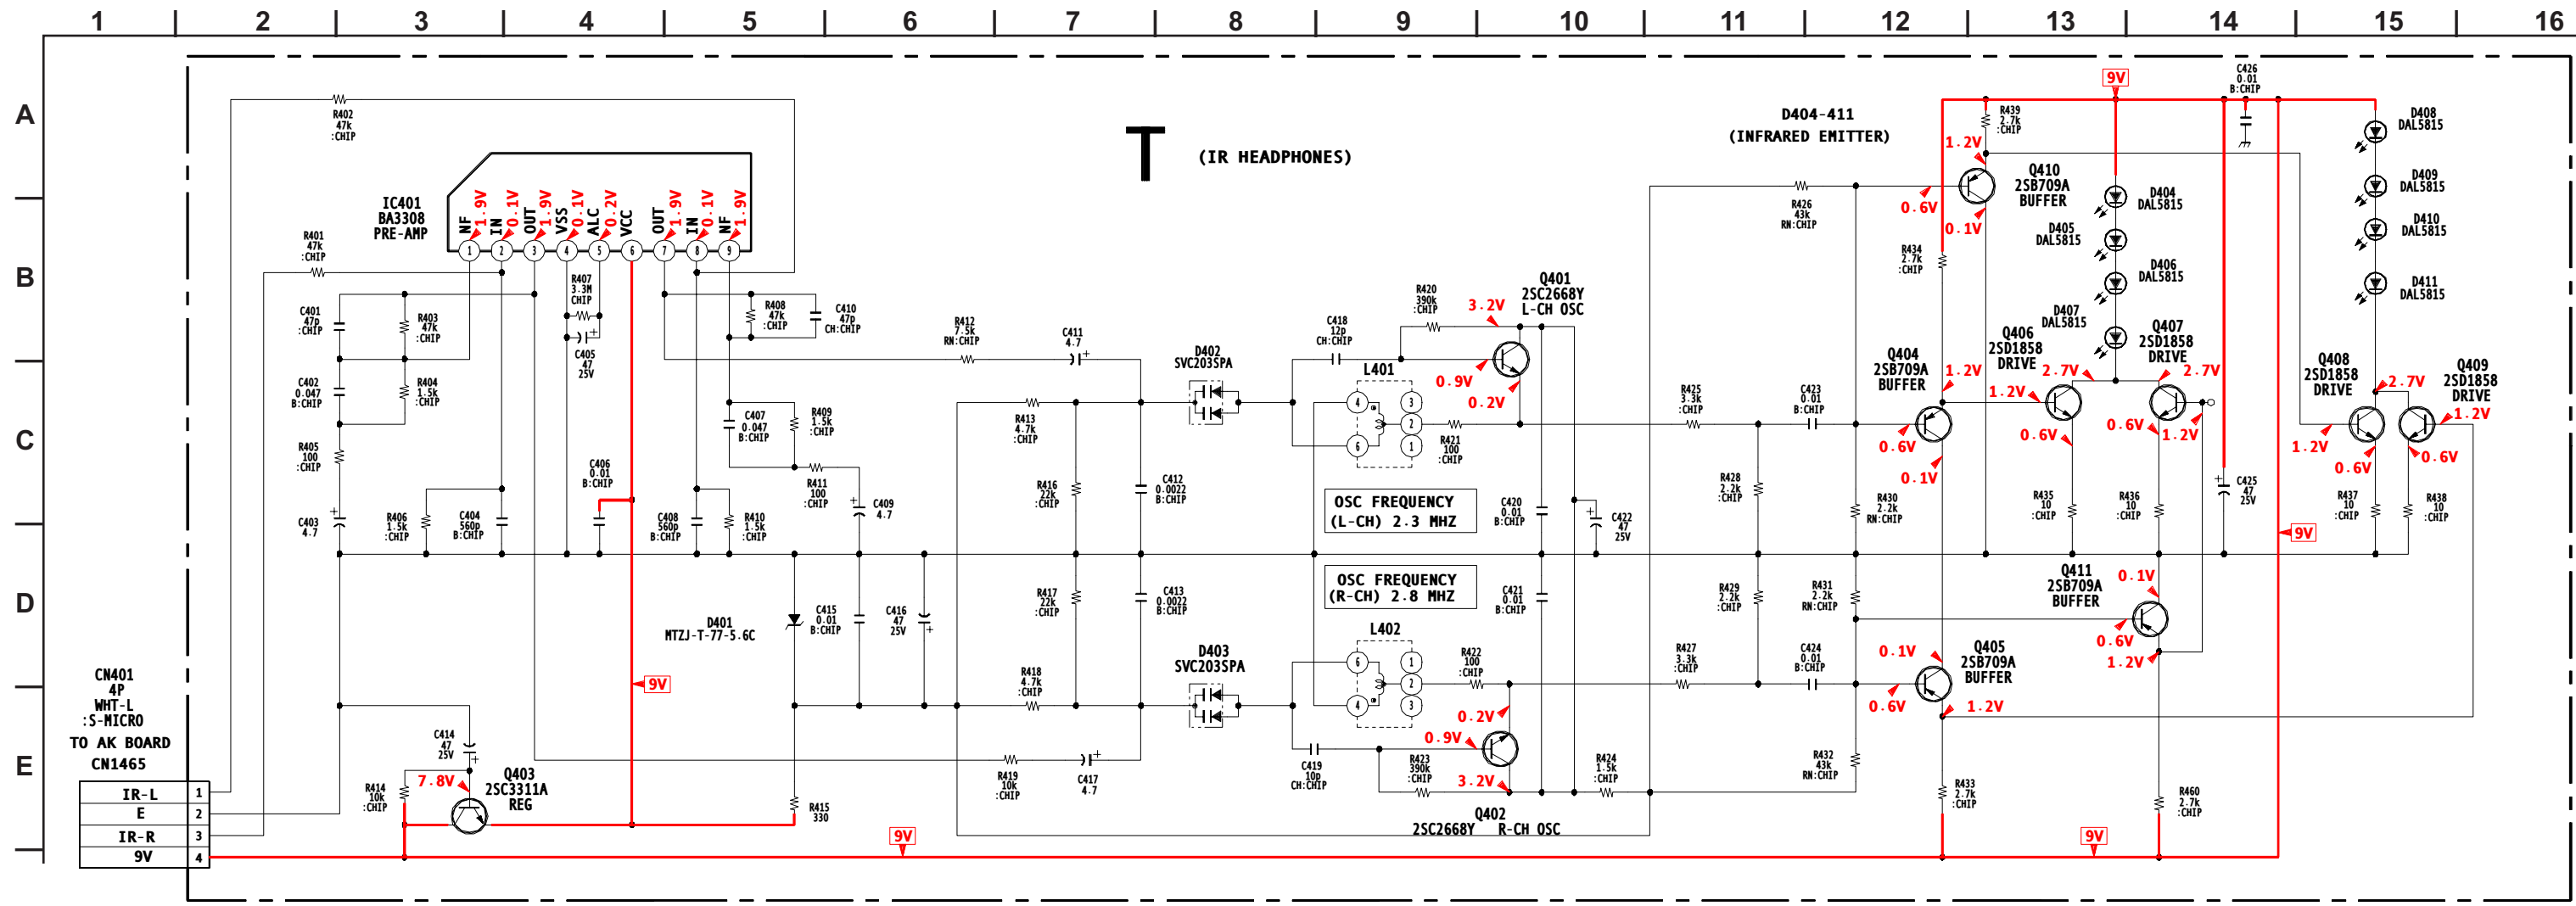 1 2 3 4 5 6 7 8 9 10 11 12 13 14 15 16
A
B
C
D
E
T (IR HEADPHONES)
D404-411
(INFRARED EMITTER)
R402
47k
:CHIP
IC401
BA3308
PRE-AMP
NF IN OUT VSS ALC VCC OUT IN NF
1.9V 0.1V 1.9V 0.1V 0.2V 1.9V 0.1V 1.9V
1 2 3 4 5 6 7 8 9
R401
47k
:CHIP
C401
47p
:CHIP
R403
47k
:CHIP
R407
3.3M
CHIP
C405
47
25V
R408
47k
:CHIP
C410
47p
CH:CHIP
C402
0.047
B:CHIP
R404
1.5k
:CHIP
R405
100
:CHIP
C403
4.7
R406
1.5k
:CHIP
C404
560p
B:CHIP
C406
0.01
B:CHIP
C407
0.047
B:CHIP
R409
1.5k
:CHIP
R411
100
:CHIP
C409
4.7
C408
560p
B:CHIP
R410
1.5k
:CHIP
D401
MTZJ-T-77-5.6C
C415
0.01
B:CHIP
C416
47
25V
R412
7.5k
RN:CHIP
C411
4.7
R413
4.7k
:CHIP
R416
22k
:CHIP
C412
0.0022
B:CHIP
R417
22k
:CHIP
C413
0.0022
B:CHIP
R418
4.7k
:CHIP
R419
10k
:CHIP
C417
4.7
D402
SVC203SPA
D403
SVC203SPA
C418
12p
CH:CHIP
R420
390k
:CHIP
Q401
2SC2668Y
L-CH OSC
3.2V
0.9V
0.2V
L401
4 3
2
6 1
R421
100
:CHIP
OSC FREQUENCY
(L-CH) 2.3 MHZ
OSC FREQUENCY
(R-CH) 2.8 MHZ
C420
0.01
B:CHIP
C421
0.01
B:CHIP
C422
47
25V
L402
6 1
2
4 3
R422
100
:CHIP
0.2V
0.9V
3.2V
C419
10p
CH:CHIP
R423
390k
:CHIP
R424
1.5k
:CHIP
Q402
2SC2668Y R-CH OSC
R425
3.3k
:CHIP
C423
0.01
B:CHIP
R426
43k
RN:CHIP
R428
2.2k
:CHIP
R429
2.2k
:CHIP
R427
3.3k
:CHIP
C424
0.01
B:CHIP
R430
2.2k
RN:CHIP
R431
2.2k
RN:CHIP
R432
43k
RN:CHIP
R439
2.7k
:CHIP
1.2V
0.6V
0.1V
Q410
2SB709A
BUFFER
R434
2.7k
:CHIP
Q404
2SB709A
BUFFER
1.2V
0.6V
0.1V
Q405
2SB709A
BUFFER
0.1V
0.6V
1.2V
R433
2.7k
:CHIP
9V
D404
DAL5815
D405
DAL5815
D406
DAL5815
D407
DAL5815
Q406
2SD1858
DRIVE
1.2V
2.7V
0.6V
Q407
2SD1858
DRIVE
2.7V
0.6V
1.2V
R435
10
:CHIP
R436
10
:CHIP
C425
47
25V
C426
0.01
B:CHIP
Q411
2SB709A
BUFFER
0.1V
0.6V
1.2V
R460
2.7k
:CHIP
D408
DAL5815
D409
DAL5815
D410
DAL5815
D411
DAL5815
Q408
2SD1858
DRIVE
2.7V
1.2V
0.6V
Q409
2SD1858
DRIVE
1.2V
0.6V
R437
10
:CHIP
R438
10
:CHIP
9V
9V
9V
9V
CN401
4P
WHT-L
:S-MICRO
TO AK BOARD
CN1465
IR-L 1
E 2
IR-R 3
9V 4
R414
10k
:CHIP
C414
47
25V
7.8V
Q403
2SC3311A
REG
R415
330